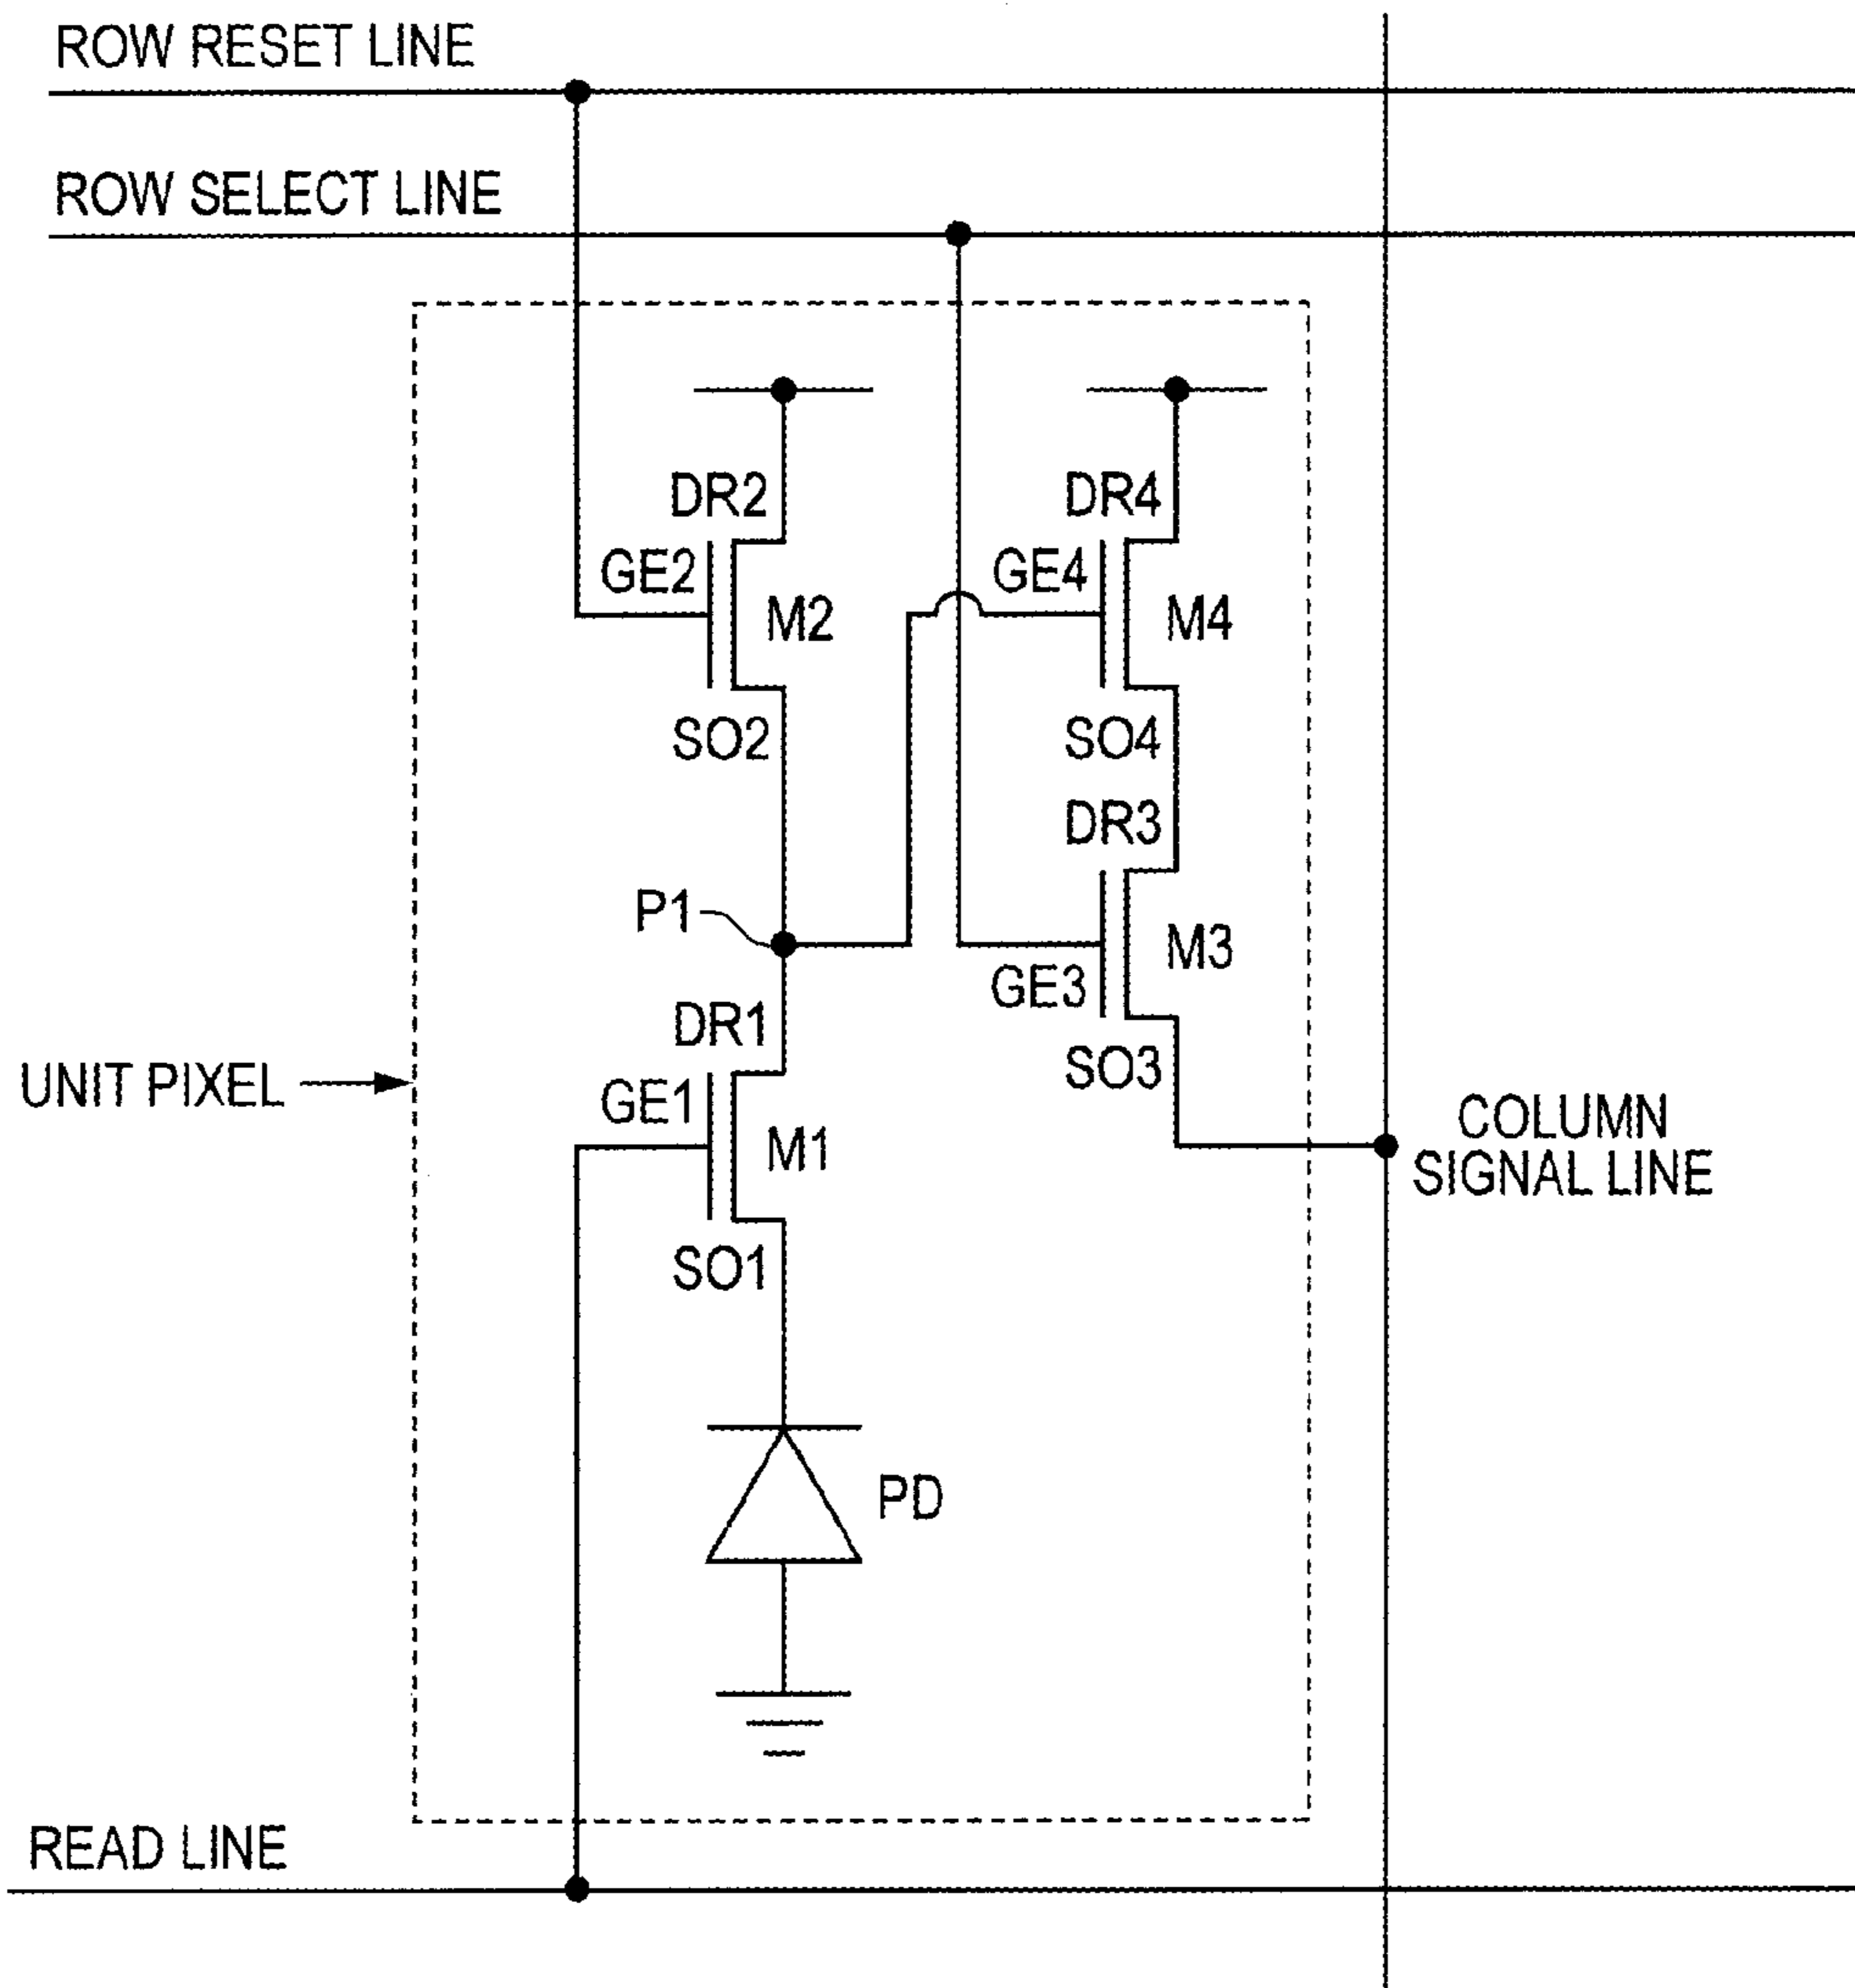 ROW RESET LINE
ROW SELECT LINE
DR2
DR4
GE2
GE4
M2
M4
SO2
SO4
DR3
P1
M3
GE3
DR1
SO3
UNIT PIXEL
GE1
M1
COLUMN
SIGNAL LINE
SO1
PD
READ LINE